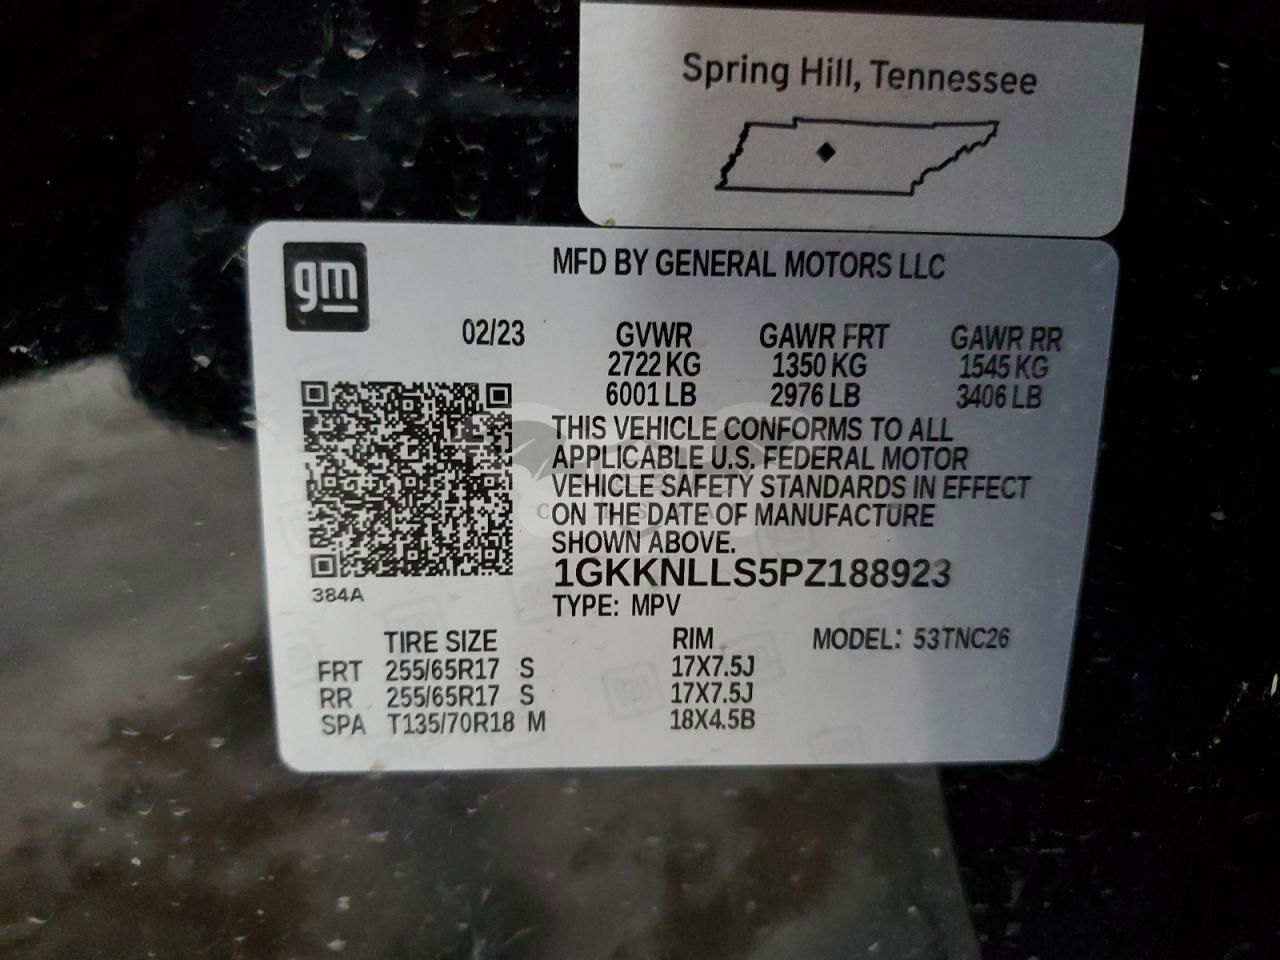 Spring Hill, Tennessee
gm
MFD BY GENERAL MOTORS LLC
02/23 GVWR GAWR FRT GAWR RR
2722 KG 1350 KG 1545 KG
6001 LB 2976 LB 3406 LB
THIS VEHICLE CONFORMS TO ALL
APPLICABLE U.S. FEDERAL MOTOR
VEHICLE SAFETY STANDARDS IN EFFECT
ON THE DATE OF MANUFACTURE
SHOWN ABOVE.
1GKKNLLS5PZ188923
384A
TYPE: MPV
TIRE SIZE RIM MODEL: 53TNC26
FRT 255/65R17 S 17X7.5J
RR 255/65R17 S 17X7.5J
SPA T135/70R18 M 18X4.5B